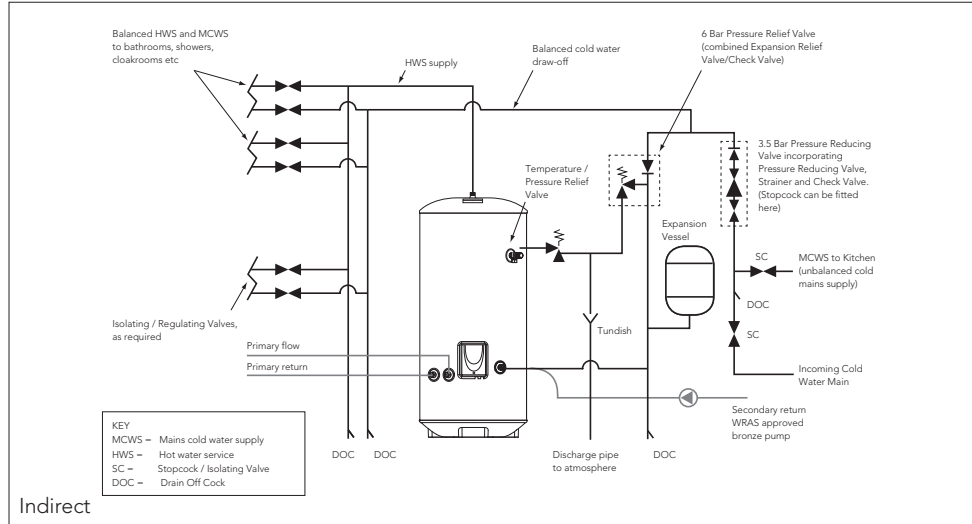 Balanced HWS and MCWS
to bathrooms, showers,
cloakrooms etc
HWS supply
Balanced cold water
draw-off
6 Bar Pressure Relief Valve
(combined Expansion Relief
Valve/Check Valve)
Temperature /
Pressure Relief
Valve
3.5 Bar Pressure Reducing
Valve incorporating
Pressure Reducing Valve,
Strainer and Check Valve.
(Stopcock can be fitted
here)
Expansion
Vessel
SC
MCWS to Kitchen
(unbalanced cold
mains supply)
DOC
SC
Isolating / Regulating Valves,
as required
Tundish
Primary flow
Primary return
Incoming Cold
Water Main
Secondary return
WRAS approved
bronze pump
KEY
MCWS – Mains cold water supply
HWS – Hot water service
SC – Stopcock / Isolating Valve
DOC – Drain Off Cock
DOC
DOC
Discharge pipe
to atmosphere
DOC
Indirect